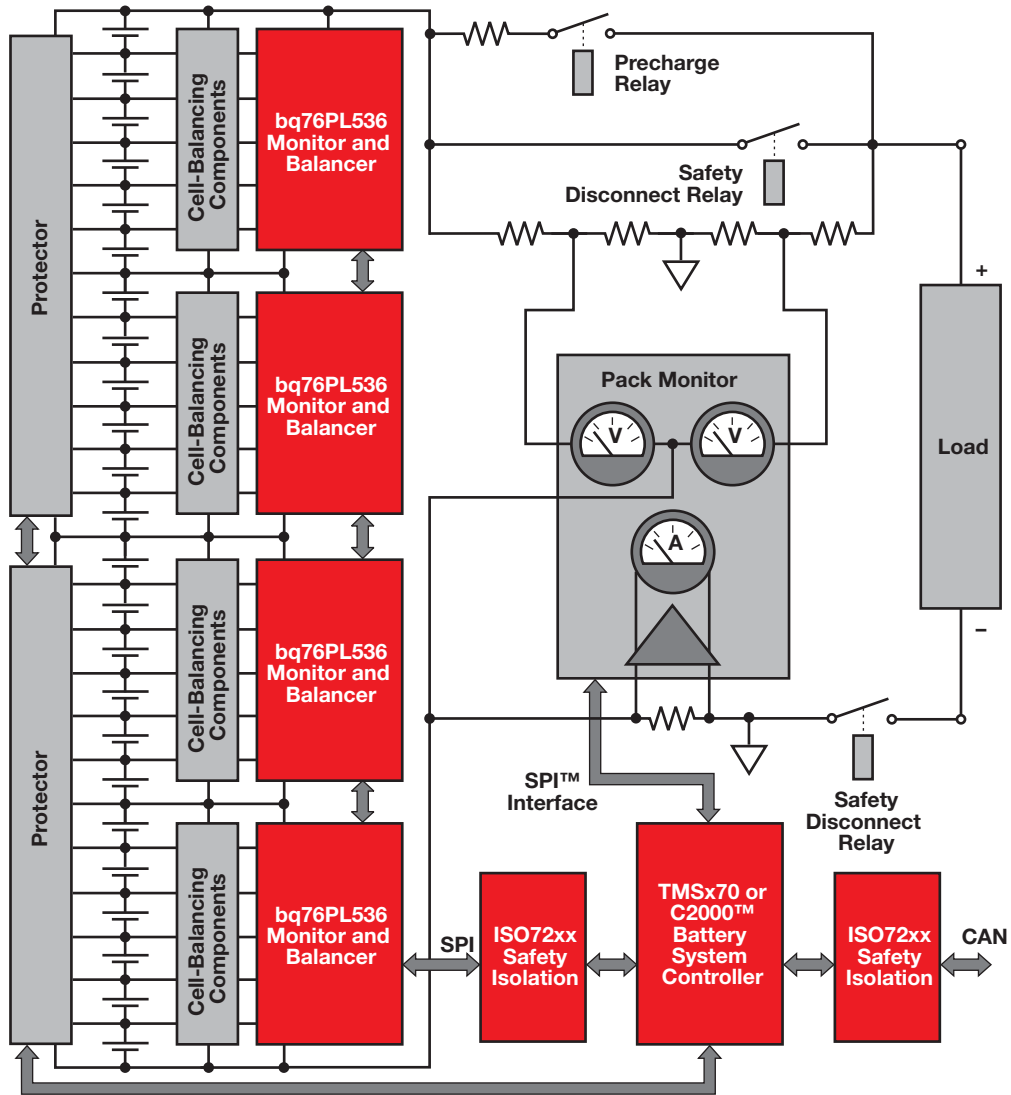 Protector
Cell-Balancing
Components
bq76PL536
Monitor and
Balancer
Cell-Balancing
Components
bq76PL536
Monitor and
Balancer
Protector
Cell-Balancing
Components
bq76PL536
Monitor and
Balancer
Cell-Balancing
Components
bq76PL536
Monitor and
Balancer
Precharge
Relay
Safety
Disconnect Relay
Pack Monitor
V
V
A
+
Load
–
SPI™
Interface
Safety
Disconnect
Relay
SPI
ISO72xx
Safety
Isolation
TMSx70 or
C2000™
Battery
System
Controller
ISO72xx
Safety
Isolation
CAN